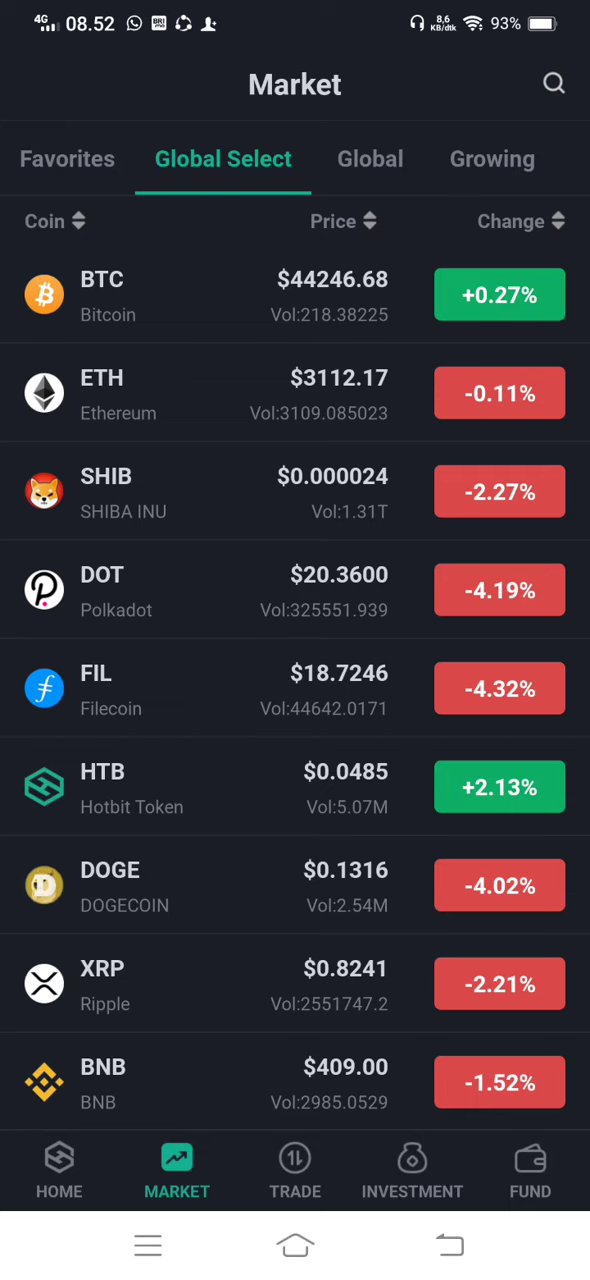 4G 08.52 BRI mo 8,6 KB/dtk 93%
Market
Favorites Global Select Global Growing
Coin Price Change
BTC $44246.68 +0.27%
Bitcoin Vol:218.38225
ETH $3112.17 -0.11%
Ethereum Vol:3109.085023
SHIB $0.000024 -2.27%
SHIBA INU Vol:1.31T
DOT $20.3600 -4.19%
Polkadot Vol:325551.939
FIL $18.7246 -4.32%
Filecoin Vol:44642.0171
HTB $0.0485 +2.13%
Hotbit Token Vol:5.07M
DOGE $0.1316 -4.02%
DOGECOIN Vol:2.54M
XRP $0.8241 -2.21%
Ripple Vol:2551747.2
BNB $409.00 -1.52%
BNB Vol:2985.0529
HOME MARKET TRADE INVESTMENT FUND